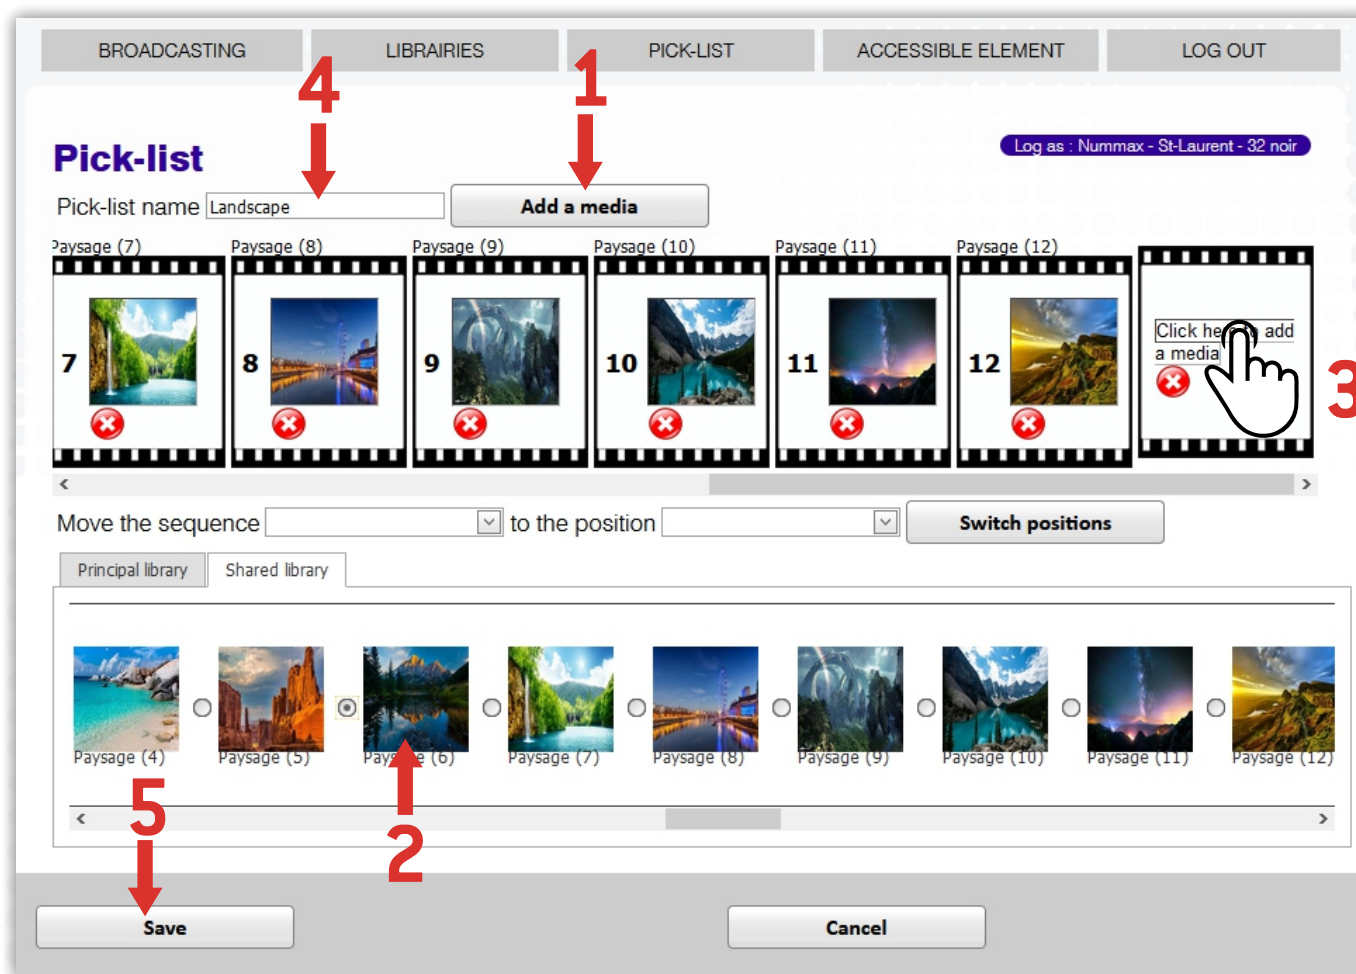 BROADCASTING LIBRAIRIES PICK-LIST ACCESSIBLE ELEMENT LOG OUT
4 1
Pick-list
Log as : Nummax - St-Laurent - 32 noir
Pick-list name Landscape Add a media
Paysage (7) Paysage (8) Paysage (9) Paysage (10) Paysage (11) Paysage (12)
7 8 9 10 11 12
Click here to add
a media
3
Move the sequence to the position Switch positions
Principal library Shared library
Paysage (4) Paysage (5) Paysage (6) Paysage (7) Paysage (8) Paysage (9) Paysage (10) Paysage (11) Paysage (12)
5
2
Save Cancel